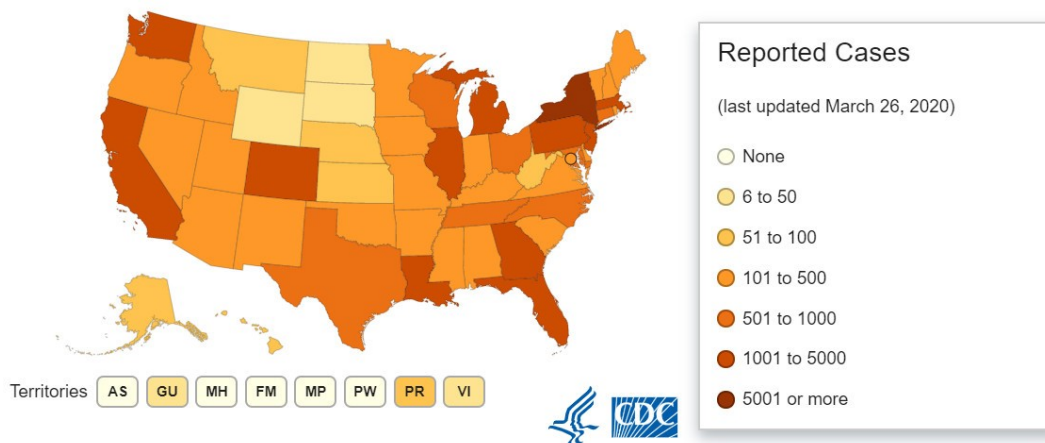 Reported Cases
(last updated March 26, 2020)
None
6 to 50
51 to 100
101 to 500
501 to 1000
1001 to 5000
5001 or more
Territories AS GU MH FM MP PW PR VI
CDC